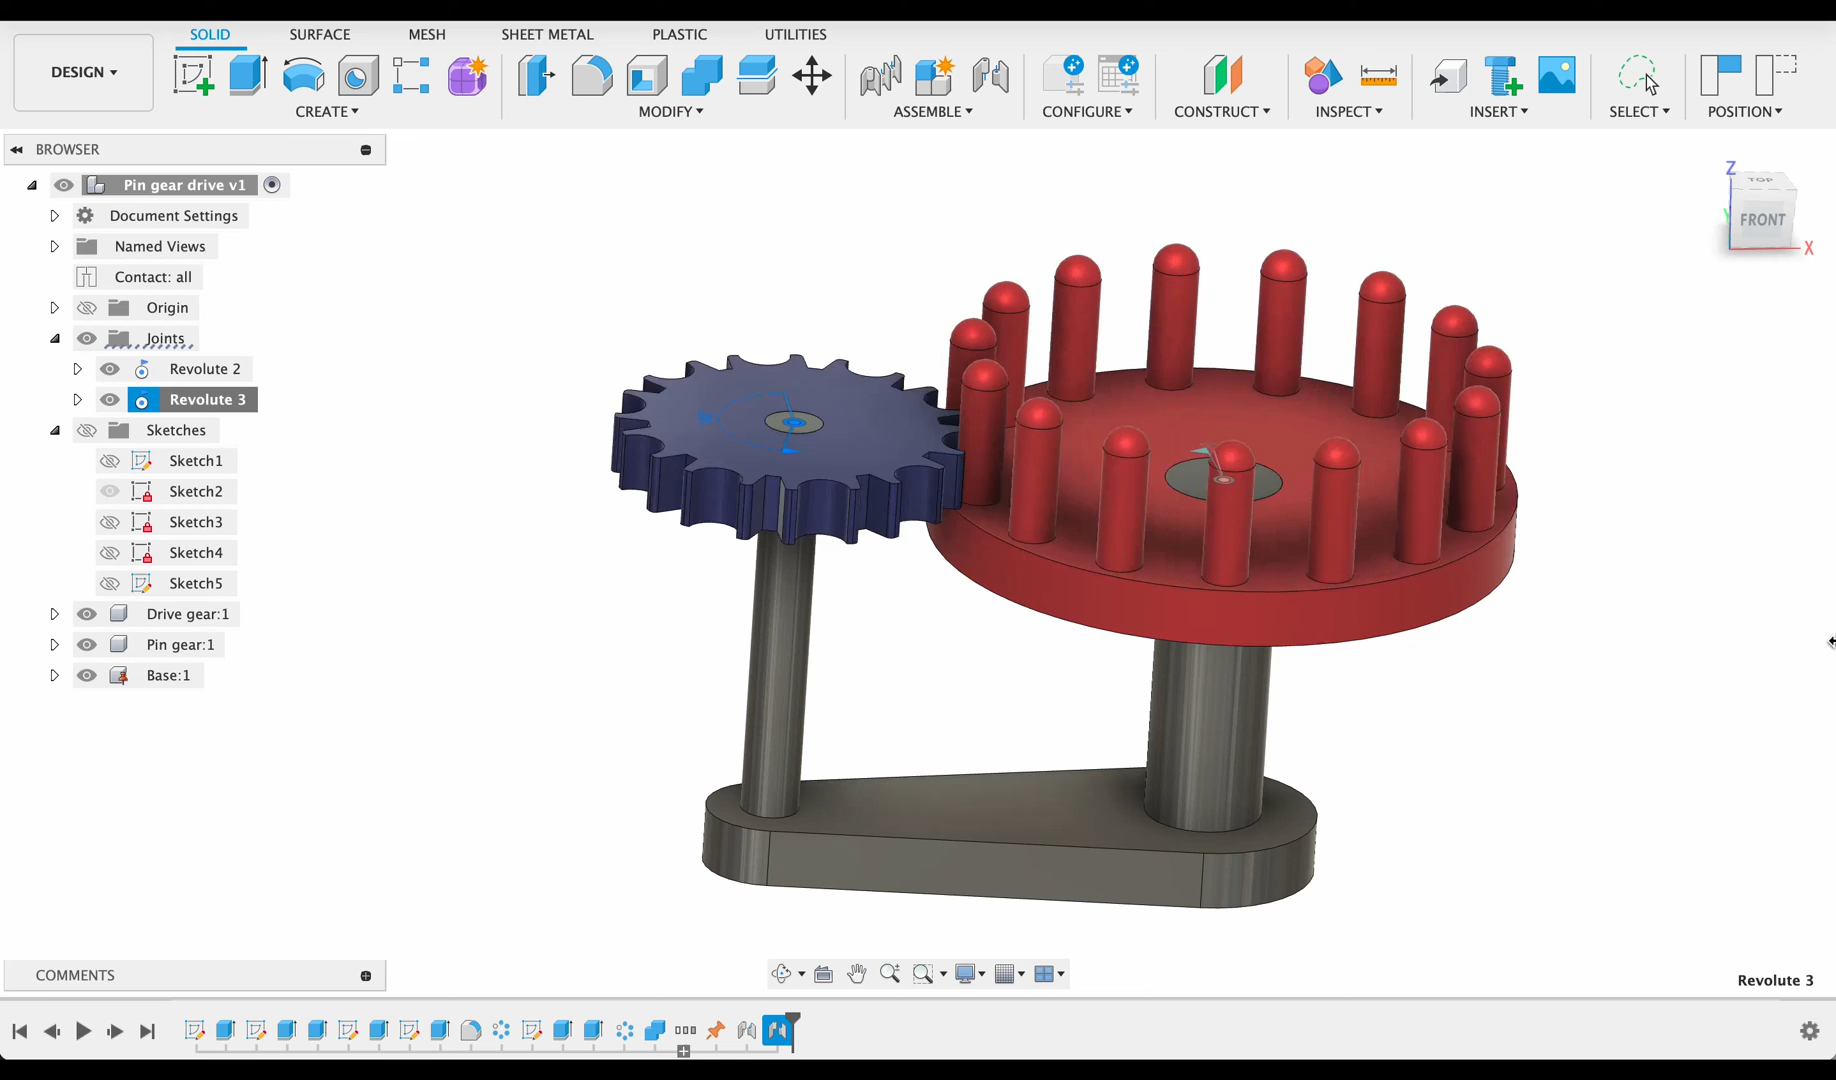 SOLID SURFACE MESH SHEET METAL PLASTIC UTILITIES
DESIGN
CREATE MODIFY ASSEMBLE CONFIGURE CONSTRUCT INSPECT INSERT SELECT POSITION
BROWSER
Pin gear drive v1
Document Settings
Named Views
Contact: all
Origin
Joints
Revolute 2
Revolute 3
Sketches
Sketch1
Sketch2
Sketch3
Sketch4
Sketch5
Drive gear:1
Pin gear:1
Base:1
Z
TOP
FRONT
Y
X
COMMENTS
Revolute 3